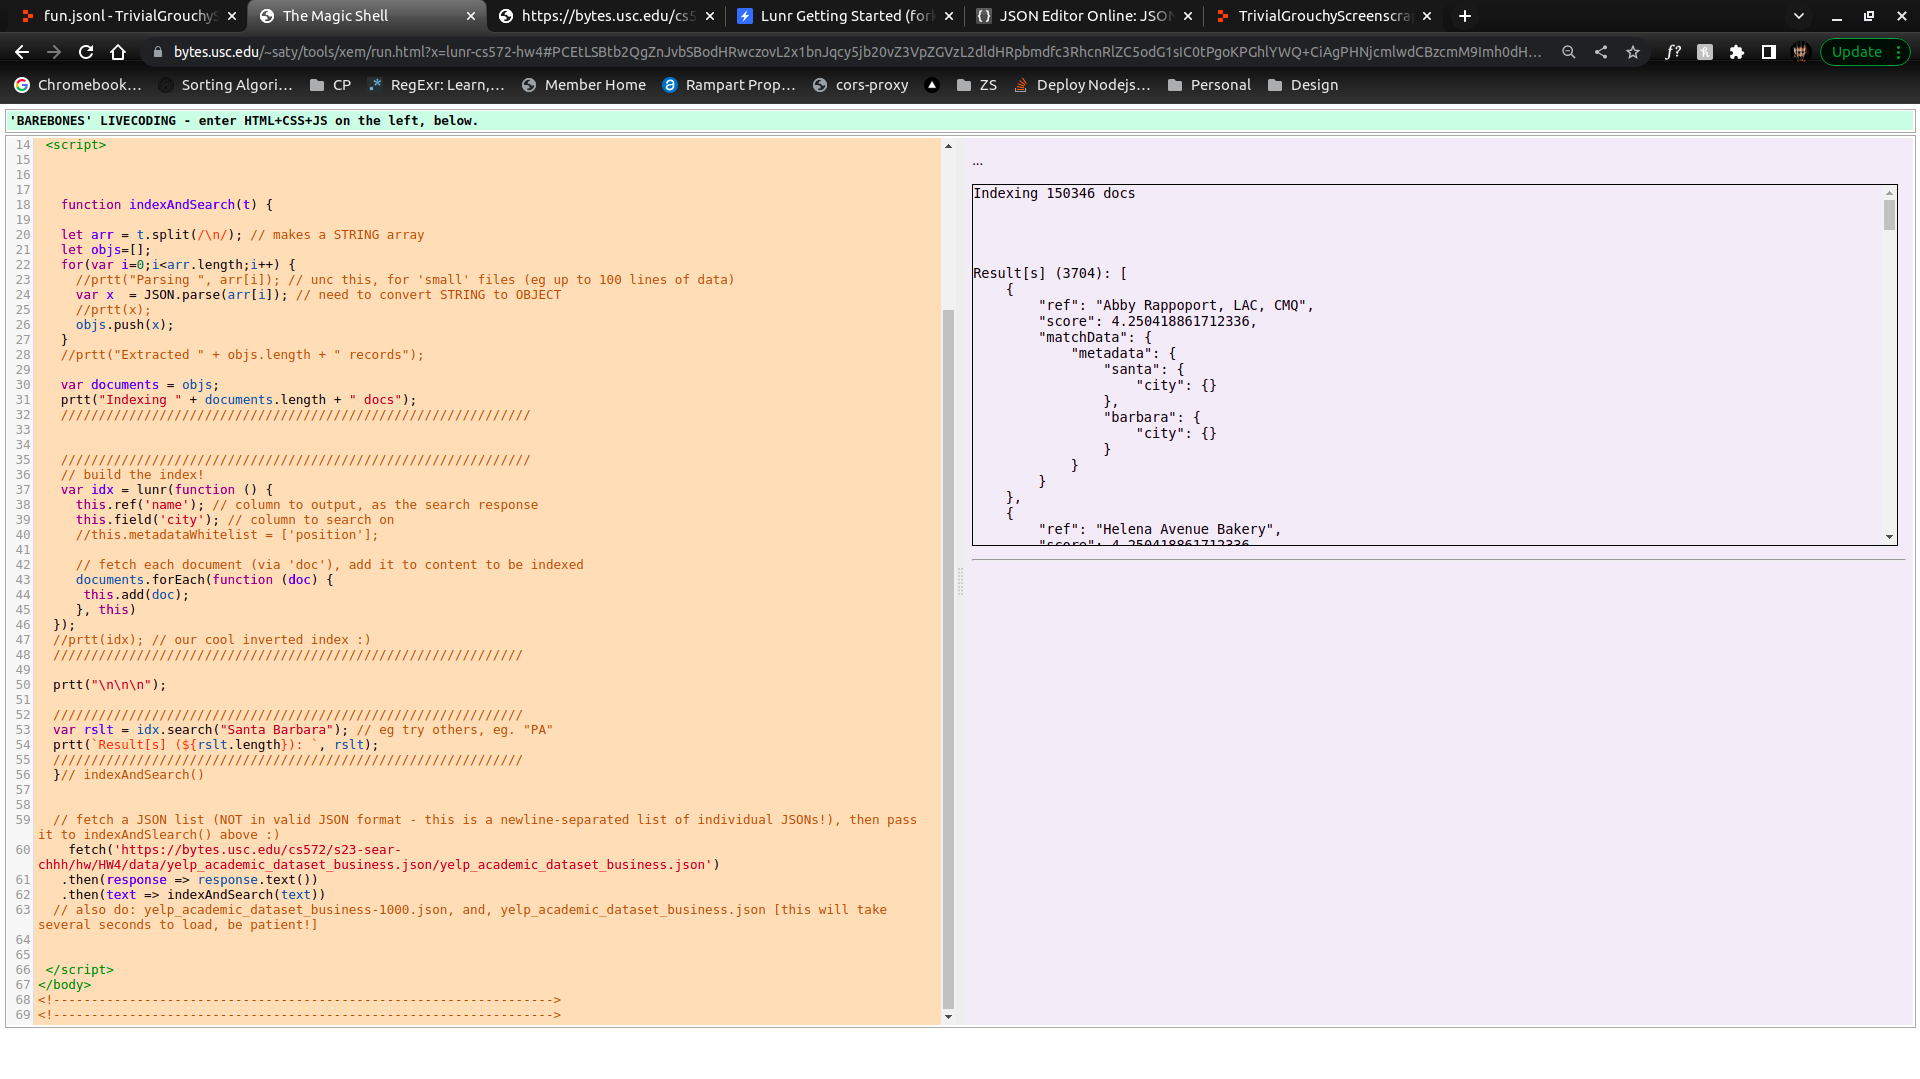 fun.jsonl - TrivialGrouchyS
The Magic Shell
https://bytes.usc.edu/cs5
Lunr Getting Started (for
JSON Editor Online: JSON
TrivialGrouchyScreenscra
bytes.usc.edu/~saty/tools/xem/run.html?x=lunr-cs572-hw4#PCEtLSBtb2QgZnJvbSBodHRwczovL2x1bnJqcy5jb20vZ3VpZGVzL2dldHRpbmdfc3RhcnRlZC5odG1sIC0tPgoKPGhlYWQ+CiAgPHNjcmlwdCBzcmM9Imh0dH...
f?
Update
Chromebook...
Sorting Algori...
CP
RegExr: Learn,...
Member Home
Rampart Prop...
cors-proxy
ZS
Deploy Nodejs...
Personal
Design
'BAREBONES' LIVECODING - enter HTML+CSS+JS on the left, below.
14 <script>
15
16
17
18 function indexAndSearch(t) {
19
20 let arr = t.split(/\n/); // makes a STRING array
21 let objs=[];
22 for(var i=0;i<arr.length;i++) {
23 //prtt("Parsing ", arr[i]); // unc this, for 'small' files (eg up to 100 lines of data)
24 var x  = JSON.parse(arr[i]); // need to convert STRING to OBJECT
25 //prtt(x);
26 objs.push(x);
27 }
28 //prtt("Extracted " + objs.length + " records");
29
30 var documents = objs;
31 prtt("Indexing " + documents.length + " docs");
32 //////////////////////////////////////////////////////////////
33
34
35 //////////////////////////////////////////////////////////////
36 // build the index!
37 var idx = lunr(function () {
38 this.ref('name'); // column to output, as the search response
39 this.field('city'); // column to search on
40 //this.metadataWhitelist = ['position'];
41
42 // fetch each document (via 'doc'), add it to content to be indexed
43 documents.forEach(function (doc) {
44 this.add(doc);
45 }, this)
46 });
47 //prtt(idx); // our cool inverted index :)
48 //////////////////////////////////////////////////////////////
49
50 prtt("\n\n\n");
51
52 //////////////////////////////////////////////////////////////
53 var rslt = idx.search("Santa Barbara"); // eg try others, eg. "PA"
54 prtt(`Result[s] (${rslt.length}): `, rslt);
55 //////////////////////////////////////////////////////////////
56 }// indexAndSearch()
57
58
59 // fetch a JSON list (NOT in valid JSON format - this is a newline-separated list of individual JSONs!), then pass
it to indexAndSlearch() above :)
60 fetch('https://bytes.usc.edu/cs572/s23-sear-
chhh/hw/HW4/data/yelp_academic_dataset_business.json/yelp_academic_dataset_business.json')
61 .then(response => response.text())
62 .then(text => indexAndSearch(text))
63 // also do: yelp_academic_dataset_business-1000.json, and, yelp_academic_dataset_business.json [this will take
several seconds to load, be patient!]
64
65
66 </script>
67 </body>
68 <!------------------------------------------------------------------>
69 <!------------------------------------------------------------------>
...
Indexing 150346 docs
Result[s] (3704): [
{
"ref": "Abby Rappoport, LAC, CMQ",
"score": 4.250418861712336,
"matchData": {
"metadata": {
"santa": {
"city": {}
},
"barbara": {
"city": {}
}
}
}
},
{
"ref": "Helena Avenue Bakery",
"score": 4.250418861712336,